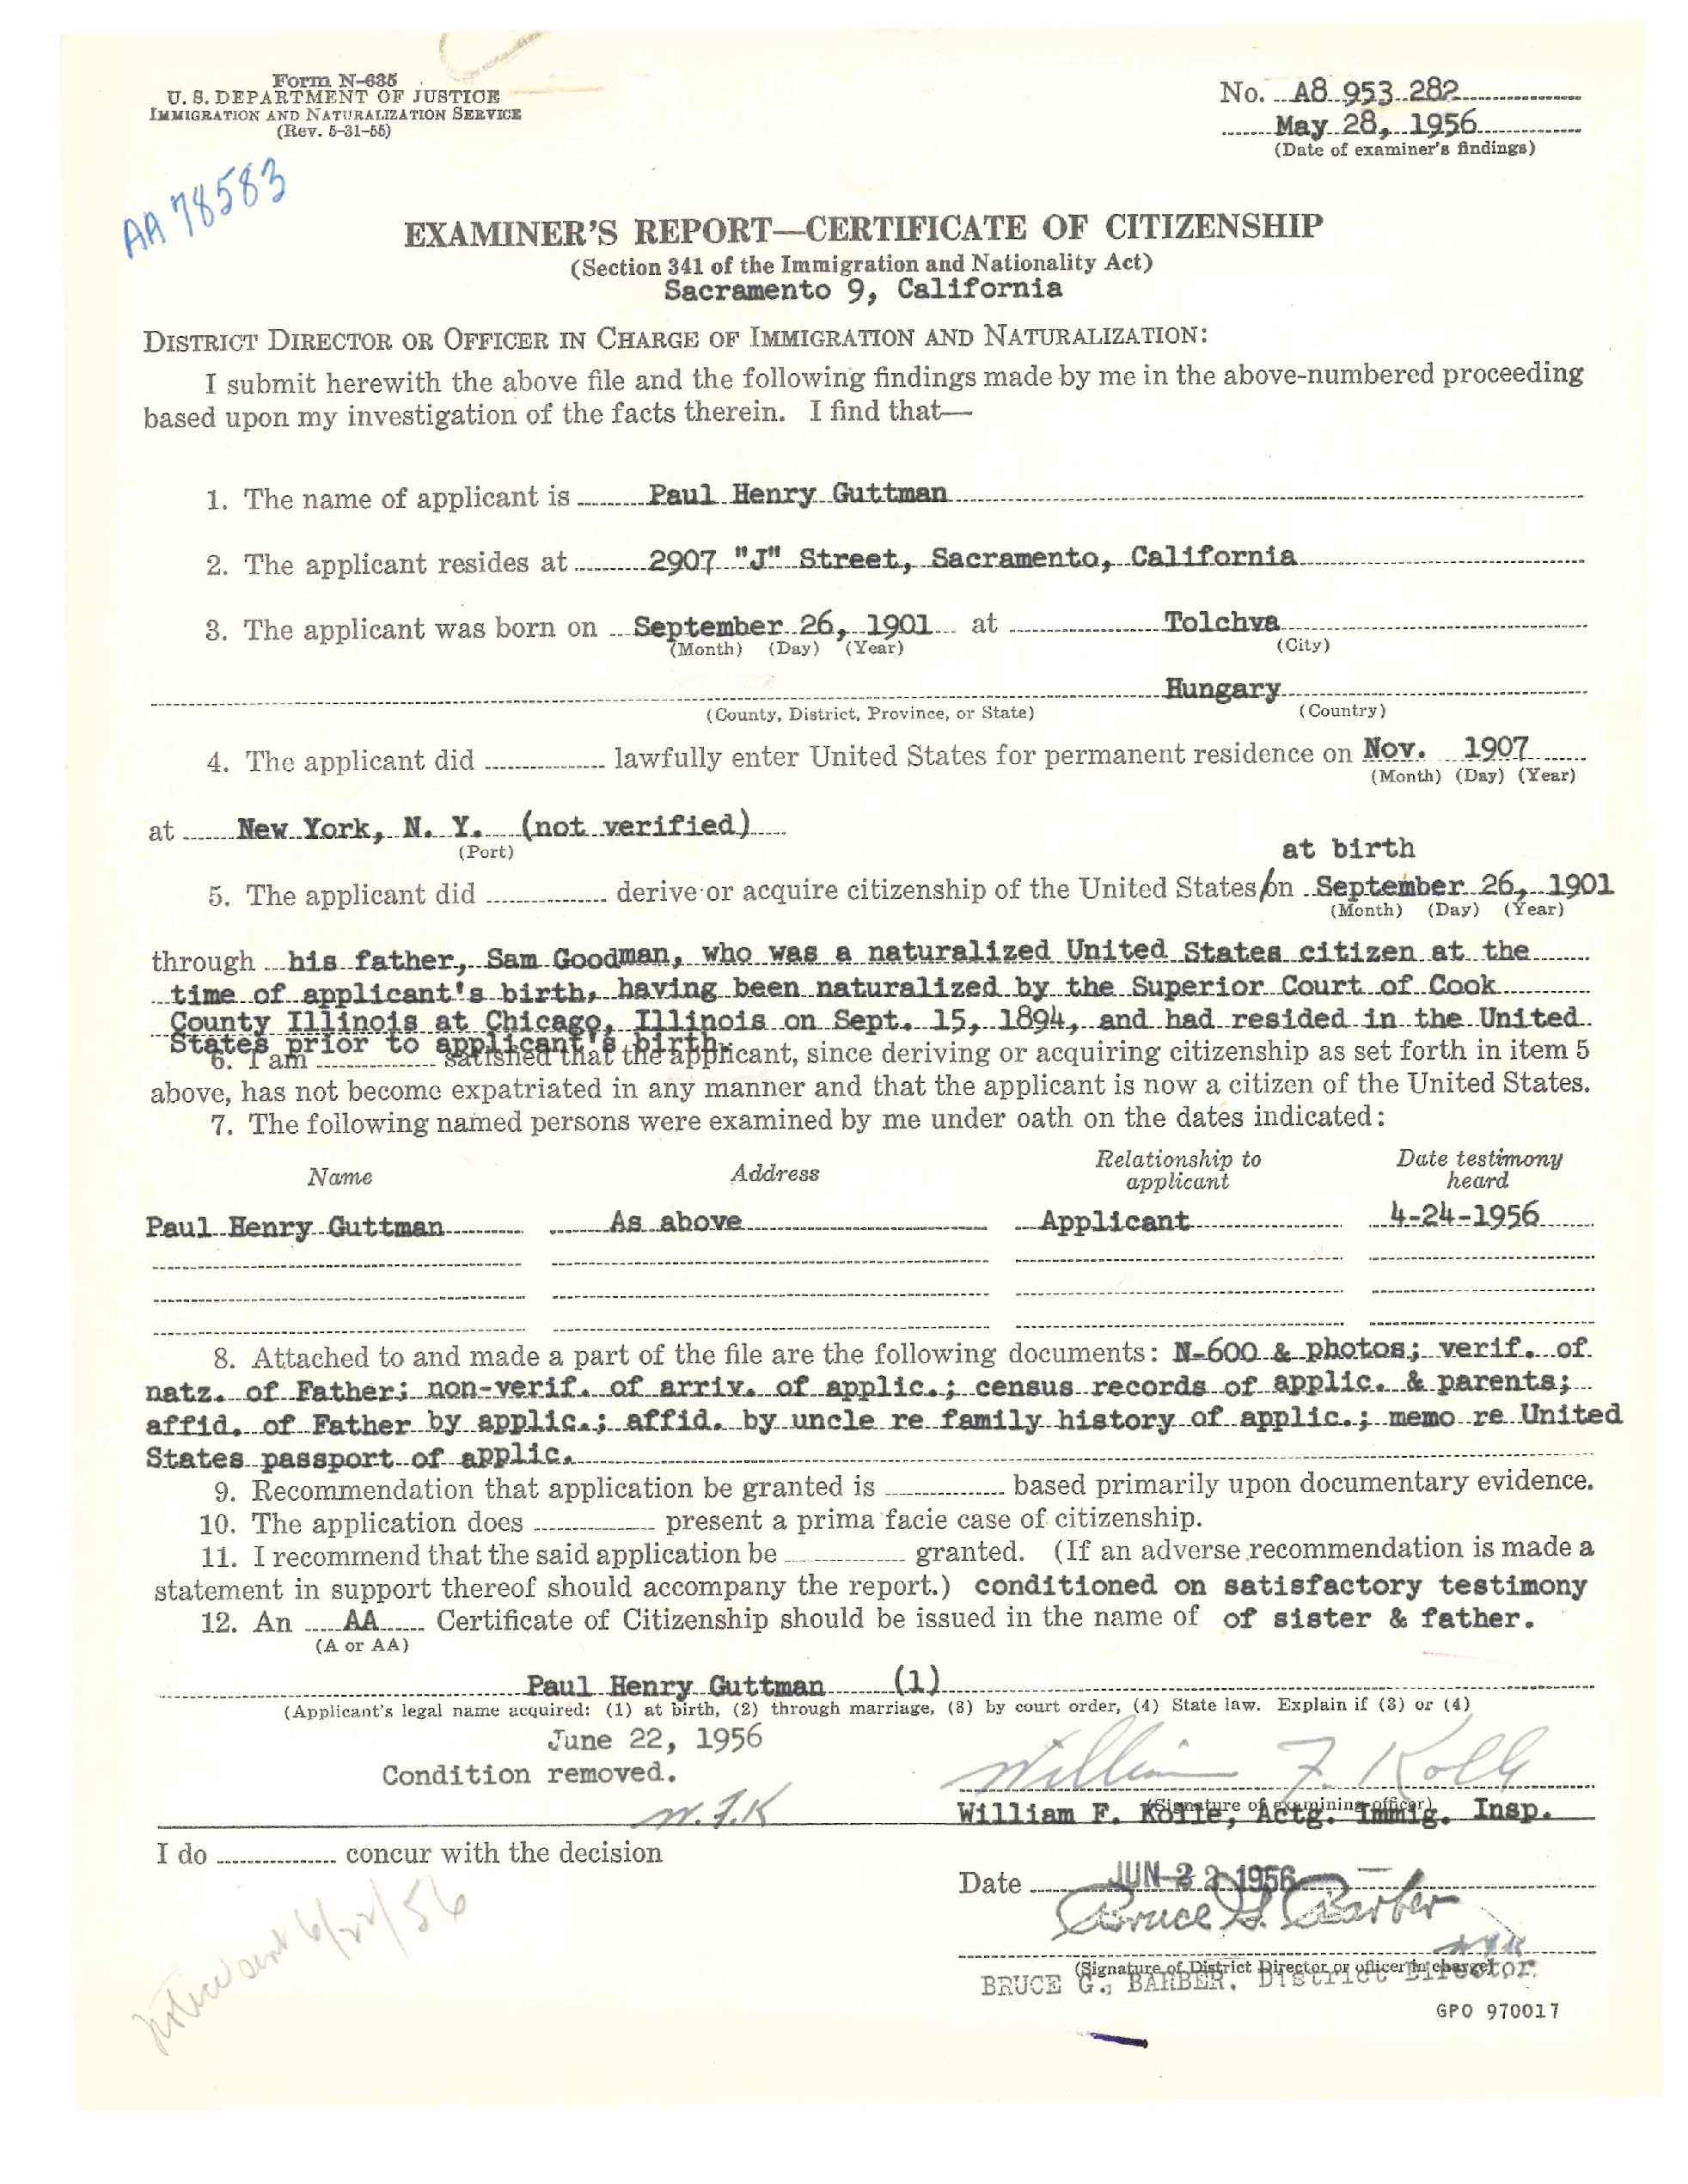 Form N-635
U. S. DEPARTMENT OF JUSTICE
IMMIGRATION AND NATURALIZATION SERVICE
(Rev. 5-31-55)
No. A8 953 282
May 28, 1956
(Date of examiner's findings)
AA 78583
EXAMINER'S REPORT—CERTIFICATE OF CITIZENSHIP
(Section 341 of the Immigration and Nationality Act)
Sacramento 9, California
DISTRICT DIRECTOR OR OFFICER IN CHARGE OF IMMIGRATION AND NATURALIZATION:
I submit herewith the above file and the following findings made by me in the above-numbered proceeding
based upon my investigation of the facts therein. I find that—
1. The name of applicant is Paul Henry Guttman
2. The applicant resides at 2907 "J" Street, Sacramento, California
3. The applicant was born on September 26, 1901 at Tolchva
(Month) (Day) (Year) (City)
Hungary
(County, District, Province, or State) (Country)
4. The applicant did lawfully enter United States for permanent residence on Nov. 1907
(Month) (Day) (Year)
at New York, N. Y. (not verified)
(Port)
at birth
5. The applicant did derive or acquire citizenship of the United States/on September 26, 1901
(Month) (Day) (Year)
through his father, Sam Goodman, who was a naturalized United States citizen at the
time of applicant's birth, having been naturalized by the Superior Court of Cook
County Illinois at Chicago, Illinois on Sept. 15, 1894, and had resided in the United
States prior to applicant's birth.
6. I am satisfied that the applicant, since deriving or acquiring citizenship as set forth in item 5
above, has not become expatriated in any manner and that the applicant is now a citizen of the United States.
7. The following named persons were examined by me under oath on the dates indicated:
Name Address Relationship to applicant Date testimony heard
Paul Henry Guttman As above Applicant 4-24-1956
8. Attached to and made a part of the file are the following documents: N-600 & photos; verif. of
natz. of Father; non-verif. of arriv. of applic.; census records of applic. & parents;
affid. of Father by applic.; affid. by uncle re family history of applic.; memo re United
States passport of applic.
9. Recommendation that application be granted is based primarily upon documentary evidence.
10. The application does present a prima facie case of citizenship.
11. I recommend that the said application be granted. (If an adverse recommendation is made a
statement in support thereof should accompany the report.) conditioned on satisfactory testimony
12. An AA Certificate of Citizenship should be issued in the name of of sister & father.
(A or AA)
Paul Henry Guttman (1)
(Applicant's legal name acquired: (1) at birth, (2) through marriage, (3) by court order, (4) State law. Explain if (3) or (4)
June 22, 1956
Condition removed.
W.F.K
William F. Kolle
(Signature of examining officer)
William F. Kolle, Actg. Immig. Insp.
I do concur with the decision
Date JUN 22 1956
Bruce G. Barber
(Signature of District Director or officer in charge)
BRUCE G. BARBER, District Director
Notice sent 6/22/56
GPO 970017